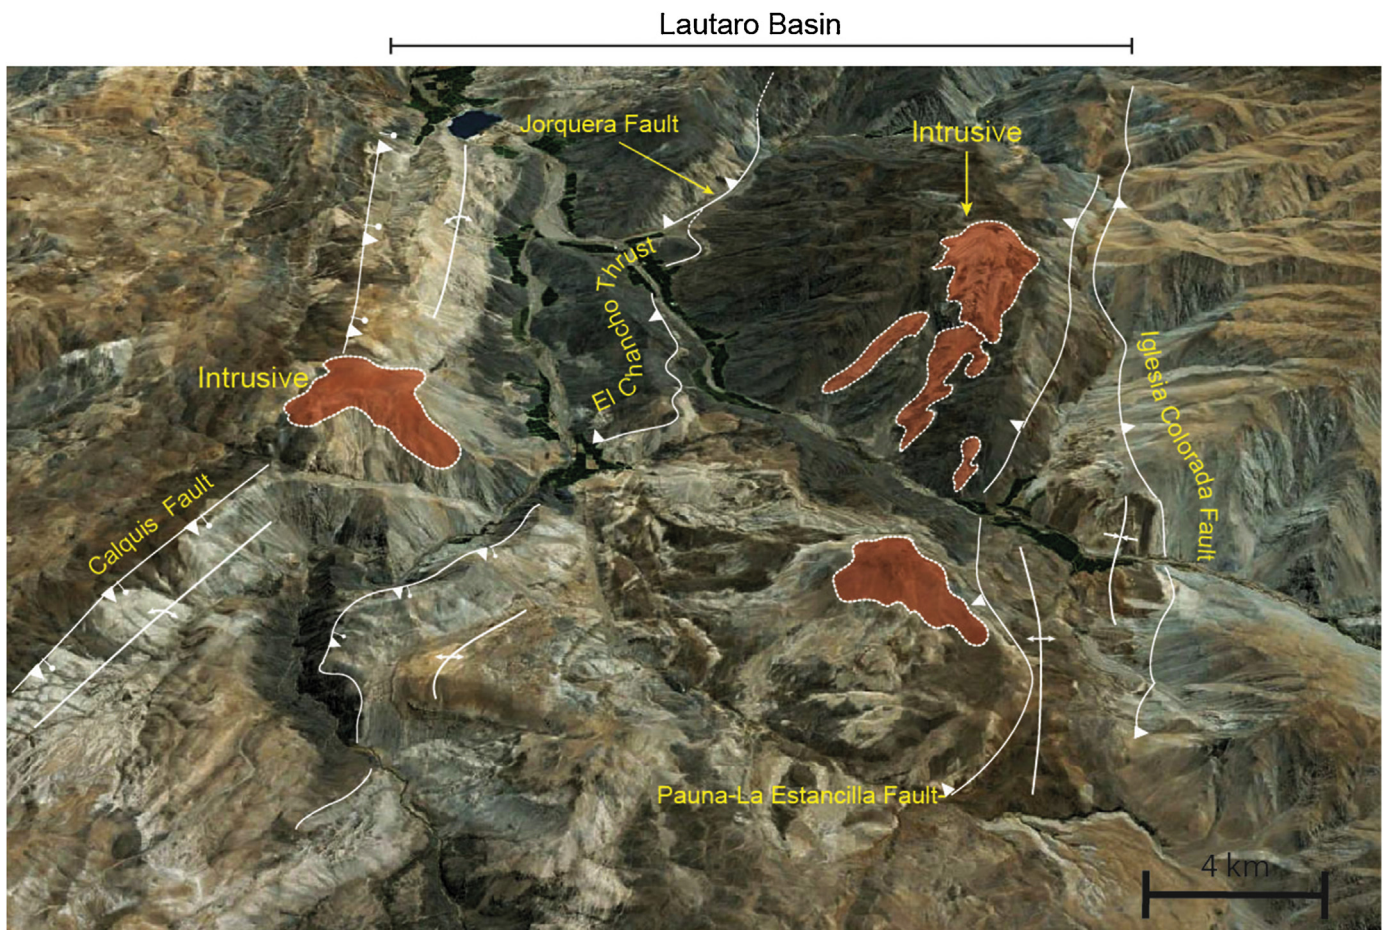 Lautaro Basin
Jorquera Fault
Intrusive
El Chancho Thrust
Intrusive
Iglesia Colorada Fault
Calquis Fault
Pauna-La Estancilla Fault
4 km